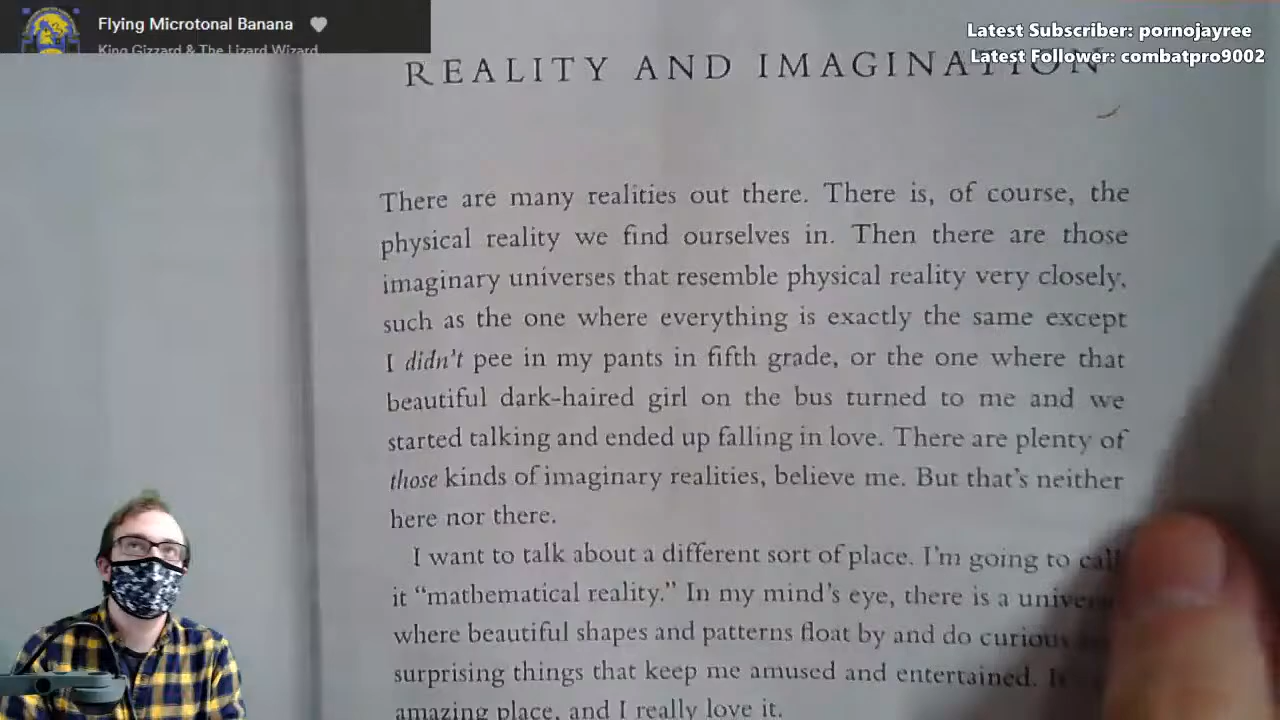 Flying Microtonal Banana
King Gizzard & The Lizard Wizard
Latest Subscriber: pornojayree
Latest Follower: combatpro9002
REALITY AND IMAGINATION
There are many realities out there. There is, of course, the
physical reality we find ourselves in. Then there are those
imaginary universes that resemble physical reality very closely,
such as the one where everything is exactly the same except
I didn't pee in my pants in fifth grade, or the one where that
beautiful dark-haired girl on the bus turned to me and we
started talking and ended up falling in love. There are plenty of
those kinds of imaginary realities, believe me. But that's neither
here nor there.
I want to talk about a different sort of place. I'm going to call
it “mathematical reality.” In my mind's eye, there is a
where beautiful shapes and patterns float by and do curious
surprising things that keep me amused and entertained.
amazing place, and I really love it.